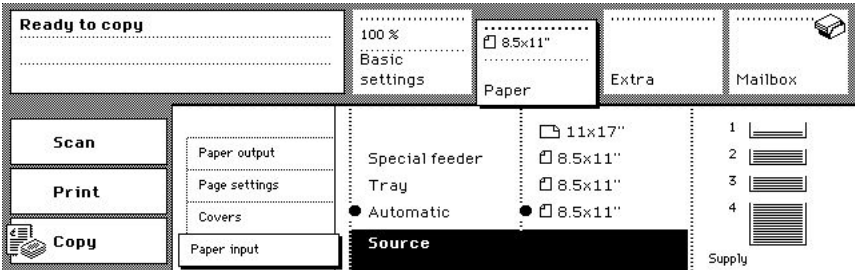 Ready to copy
100 %
Basic
settings
8.5x11"
Paper
Extra
Mailbox
Scan
Print
Copy
Paper output
Page settings
Covers
Paper input
Special feeder
Tray
Automatic
Source
11x17"
8.5x11"
8.5x11"
8.5x11"
1
2
3
4
Supply